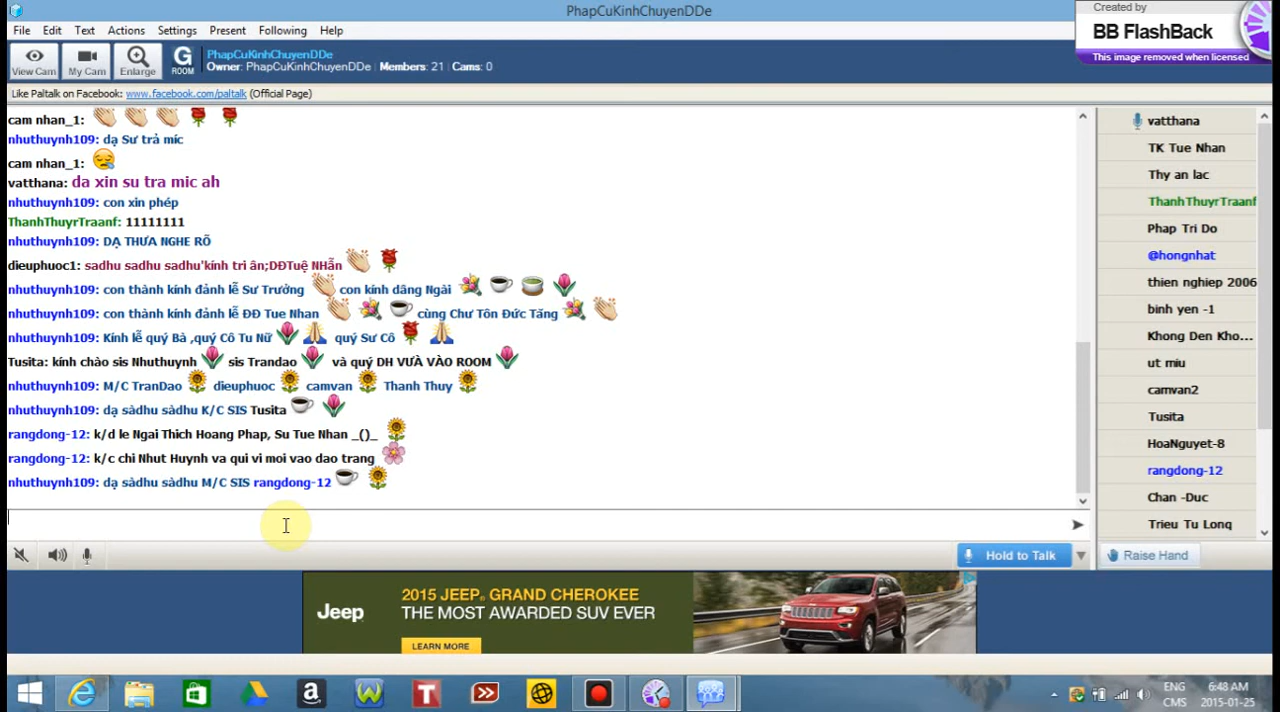 PhapCuKinhChuyenDDe
Created by
BB FlashBack
This image removed when licensed
File Edit Text Actions Settings Present Following Help
View Cam
My Cam
Enlarge
G
ROOM
PhapCuKinhChuyenDDe
Owner: PhapCuKinhChuyenDDe | Members: 21 | Cams: 0
Like Paltalk on Facebook: www.facebook.com/paltalk (Official Page)
cam nhan_1:
nhuthuynh109: dạ Sư trả míc
cam nhan_1:
vatthana: da xin su tra mic ah
nhuthuynh109: con xin phép
ThanhThuyrTraanf: 11111111
nhuthuynh109: DẠ THƯA NGHE RÕ
dieuphuoc1: sadhu sadhu sadhu'kính tri ân;DĐTuệ NHẫn
nhuthuynh109: con thành kính đảnh lễ Sư Trưởng con kính dâng Ngài
nhuthuynh109: con thành kính đảnh lễ ĐĐ Tue Nhan cùng Chư Tôn Đức Tăng
nhuthuynh109: Kính lễ quý Bà ,quý Cô Tu Nữ quý Sư Cô
Tusita: kính chào sis Nhuthuynh sis Trandao và quý DH VƯÀ VÀO ROOM
nhuthuynh109: M/C TranDao dieuphuoc camvan Thanh Thuy
nhuthuynh109: dạ sàdhu sàdhu K/C SIS Tusita
rangdong-12: k/d le Ngai Thich Hoang Phap, Su Tue Nhan _()_
rangdong-12: k/c chi Nhut Huynh va qui vi moi vao dao trang
nhuthuynh109: dạ sàdhu sàdhu M/C SIS rangdong-12
vatthana
TK Tue Nhan
Thy an lac
ThanhThuyrTraanf
Phap Tri Do
@hongnhat
thien nghiep 2006
binh yen -1
Khong Den Kho...
ut miu
camvan2
Tusita
HoaNguyet-8
rangdong-12
Chan -Duc
Trieu Tu Long
Hold to Talk
Raise Hand
Jeep
2015 JEEP® GRAND CHEROKEE
THE MOST AWARDED SUV EVER
LEARN MORE
ENG
CMS
6:48 AM
2015-01-25